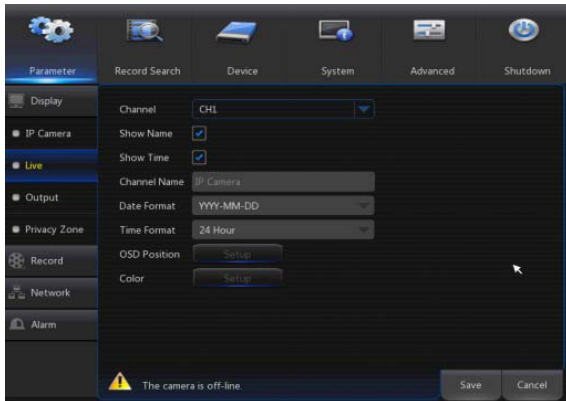 Parameter Record Search Device System Advanced Shutdown
Display
IP Camera
Live
Output
Privacy Zone
Record
Network
Alarm
Channel CH1
Show Name
Show Time
Channel Name IP Camera
Date Format YYYY-MM-DD
Time Format 24 Hour
OSD Position Setup
Color Setup
The camera is off-line.
Save Cancel